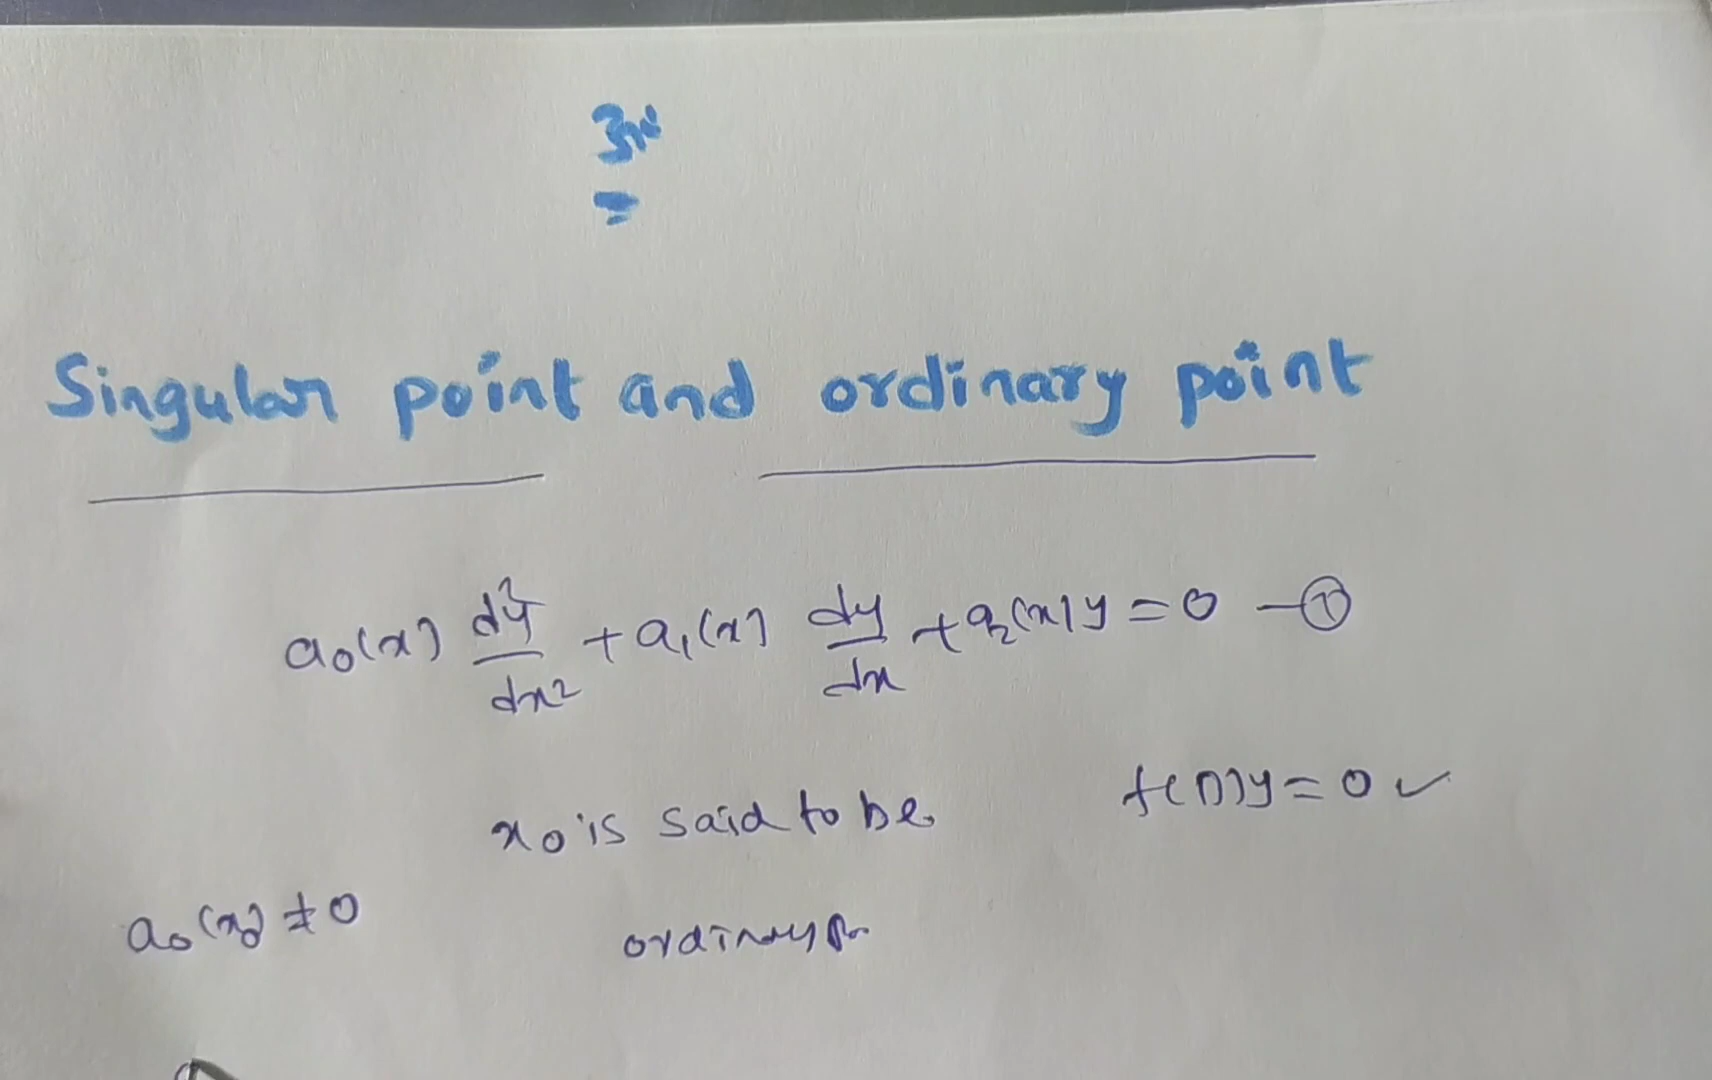 Singular point and ordinary point
a₀(x) d²y/dx² + a₁(x) dy/dx + a₂(x)y = 0 — ①
x₀ is said to be f(D)y = 0 ✓
a₀(x₀) ≠ 0 ordinary